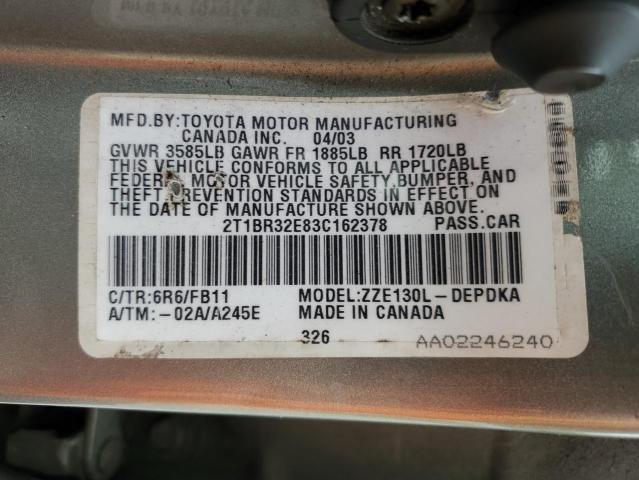 MFD.BY:TOYOTA MOTOR MANUFACTURING
CANADA INC. 04/03
GVWR 3585LB GAWR FR 1885LB RR 1720LB
THIS VEHICLE CONFORMS TO ALL APPLICABLE
FEDERAL MOTOR VEHICLE SAFETY,BUMPER, AND
THEFT PREVENTION STANDARDS IN EFFECT ON
THE DATE OF MANUFACTURE SHOWN ABOVE.
2T1BR32E83C162378 PASS.CAR
C/TR:6R6/FB11 MODEL:ZZE130L-DEPDKA
A/TM:-02A/A245E MADE IN CANADA
326 AA02246240